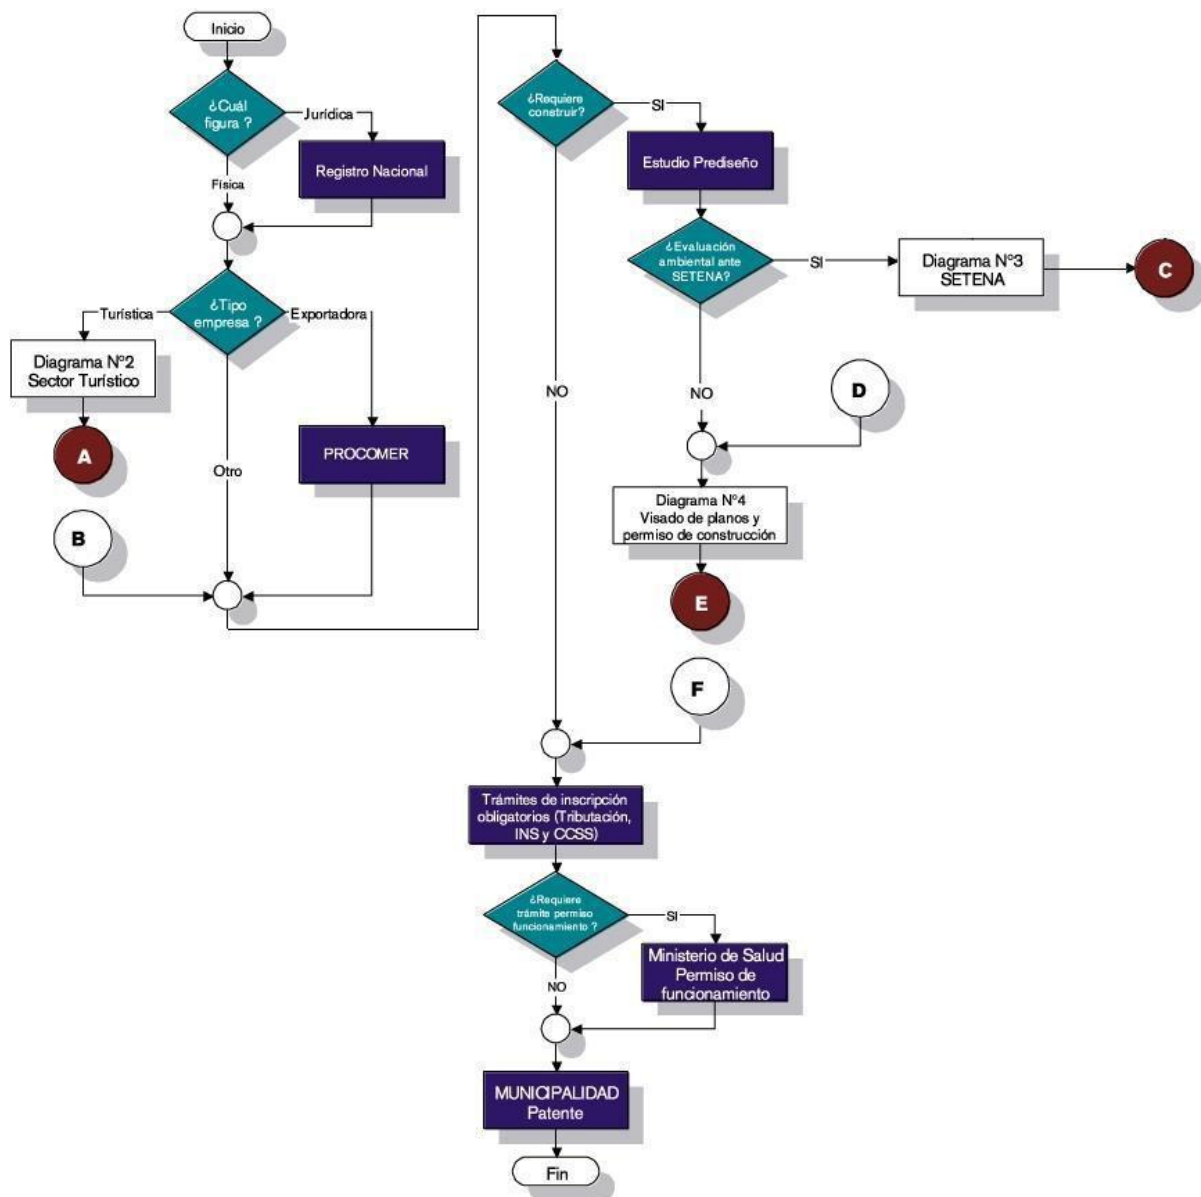 Inicio
¿Cuál
figura ?
Jurídica
Registro Nacional
Física
¿Tipo
empresa ?
Turística
Exportadora
Diagrama N°2
Sector Turístico
A
Otro
PROCOMER
B
¿Requiere
construir?
SI
Estudio Prediseño
¿Evaluación
ambiental ante
SETENA?
SI
Diagrama N°3
SETENA
C
NO
NO
D
Diagrama N°4
Visado de planos y
permiso de construcción
E
F
Trámites de inscripción
obligatorios (Tributación,
INS y CCSS)
¿Requiere
trámite permiso
funcionamiento ?
SI
Ministerio de Salud
Permiso de
funcionamiento
NO
MUNICIPALIDAD
Patente
Fin